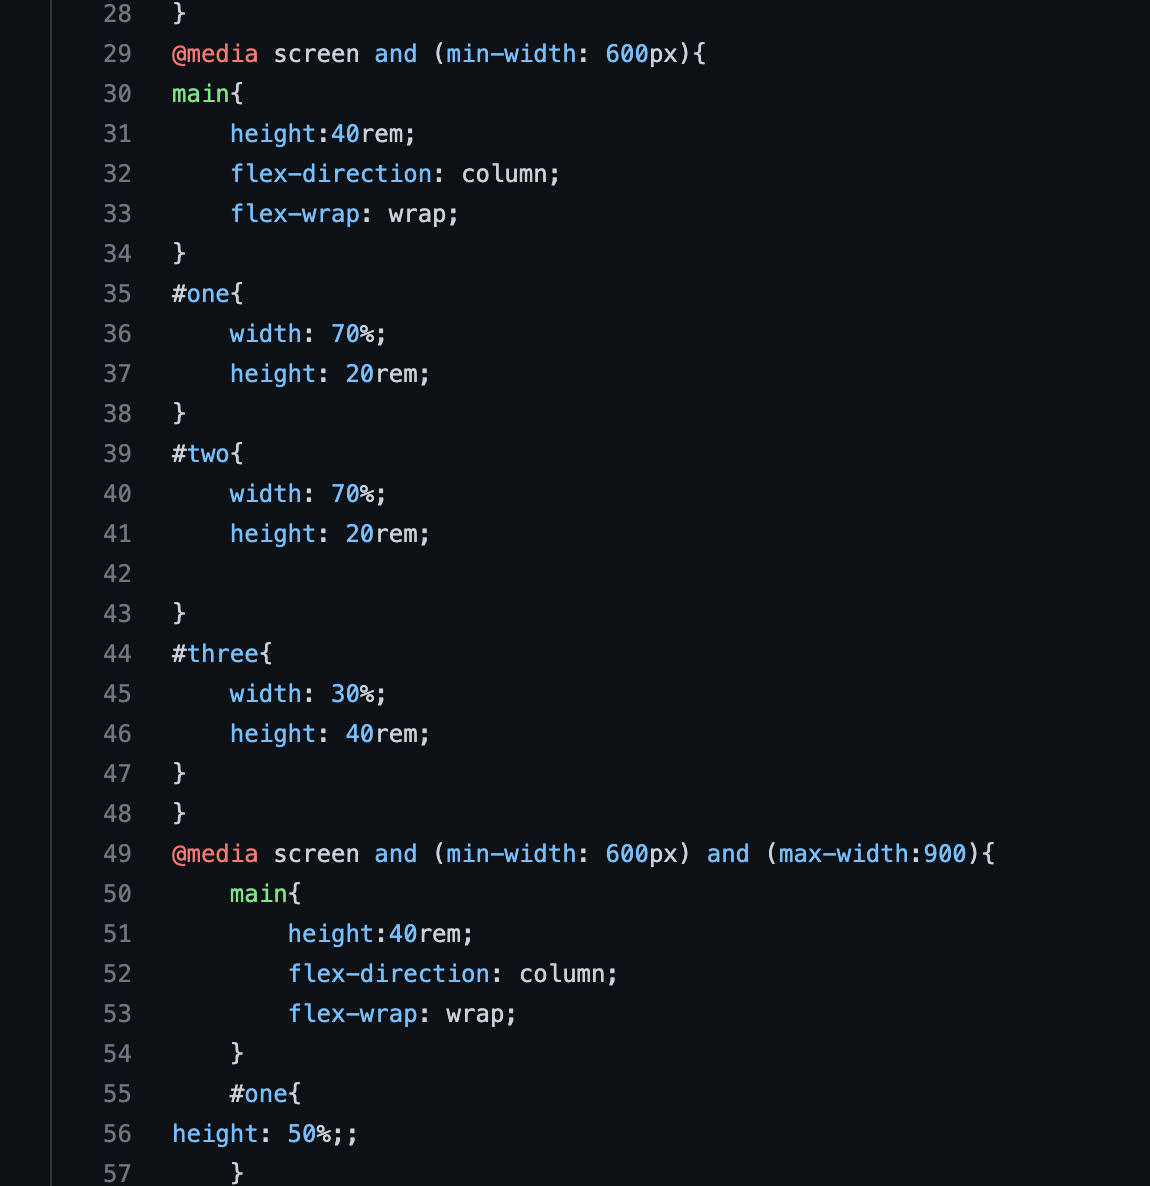 28 }
29 @media screen and (min-width: 600px){
30 main{
31     height:40rem;
32     flex-direction: column;
33     flex-wrap: wrap;
34 }
35 #one{
36     width: 70%;
37     height: 20rem;
38 }
39 #two{
40     width: 70%;
41     height: 20rem;
42
43 }
44 #three{
45     width: 30%;
46     height: 40rem;
47 }
48 }
49 @media screen and (min-width: 600px) and (max-width:900){
50     main{
51         height:40rem;
52         flex-direction: column;
53         flex-wrap: wrap;
54     }
55     #one{
56 height: 50%;;
57     }